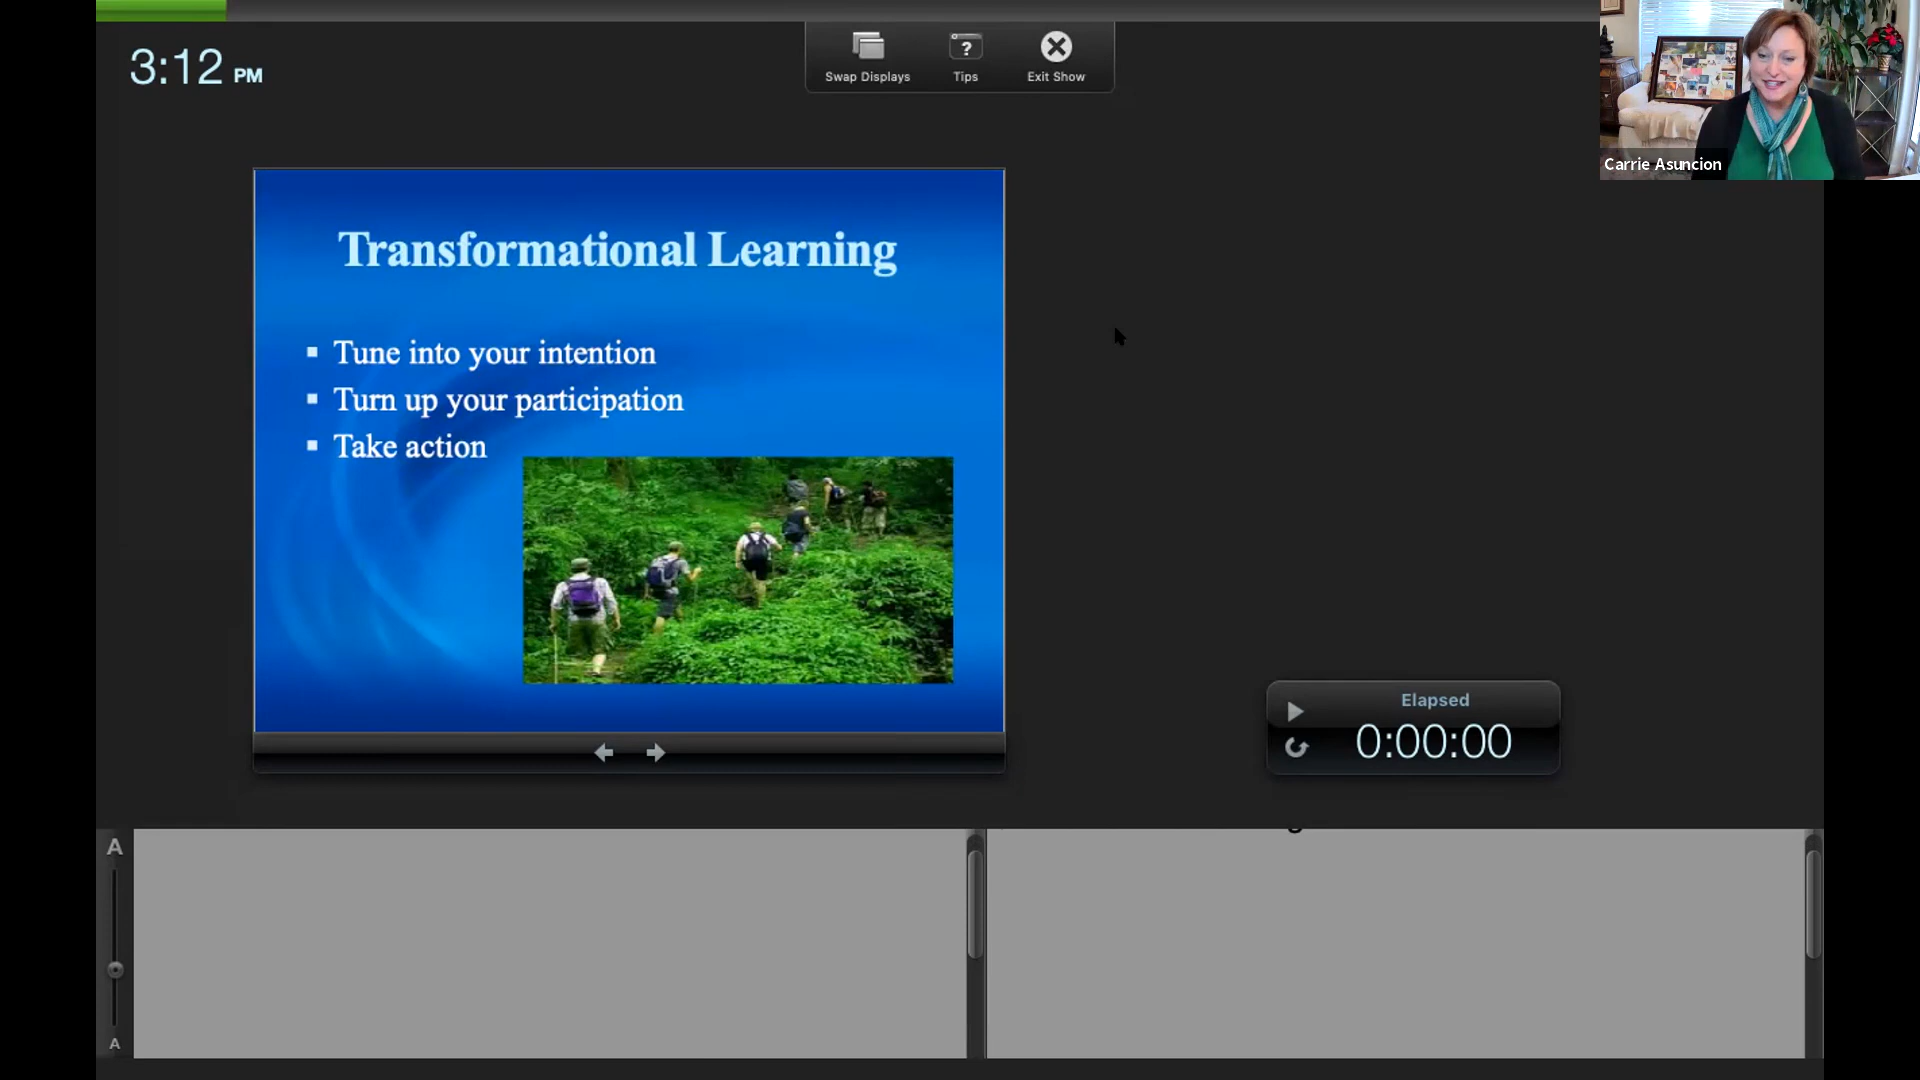 3:12 PM
Swap Displays
Tips
Exit Show
Carrie Asuncion
Transformational Learning
Tune into your intention
Turn up your participation
Take action
Elapsed
0:00:00
A
A